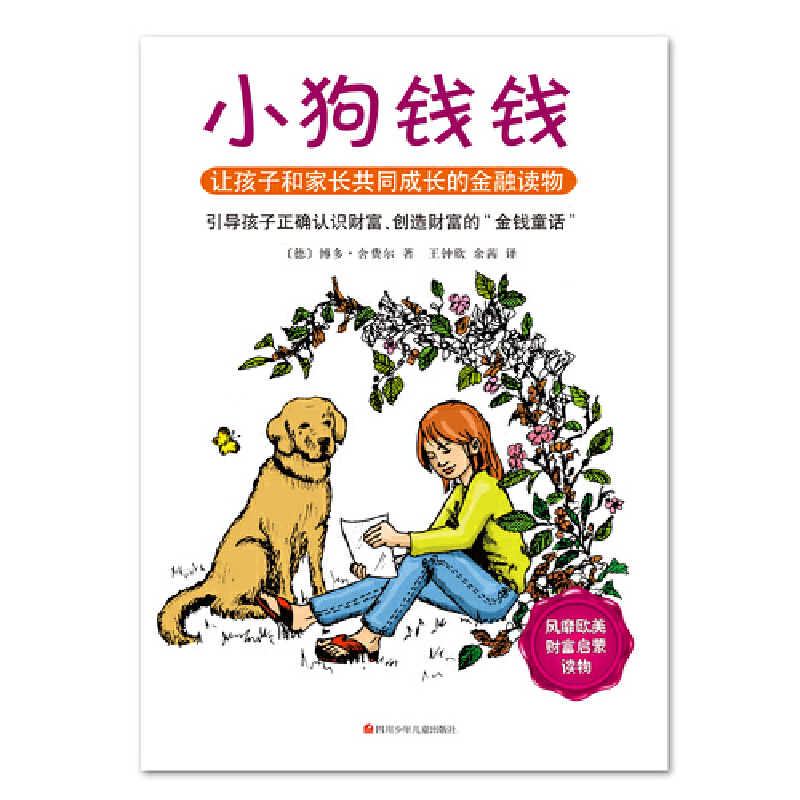 小狗钱钱
让孩子和家长共同成长的金融读物
引导孩子正确认识财富、创造财富的“金钱童话”
〔德〕博多·舍费尔 著 王钟欣 余茜 译
风靡欧美
财富启蒙
读物
四川少年儿童出版社